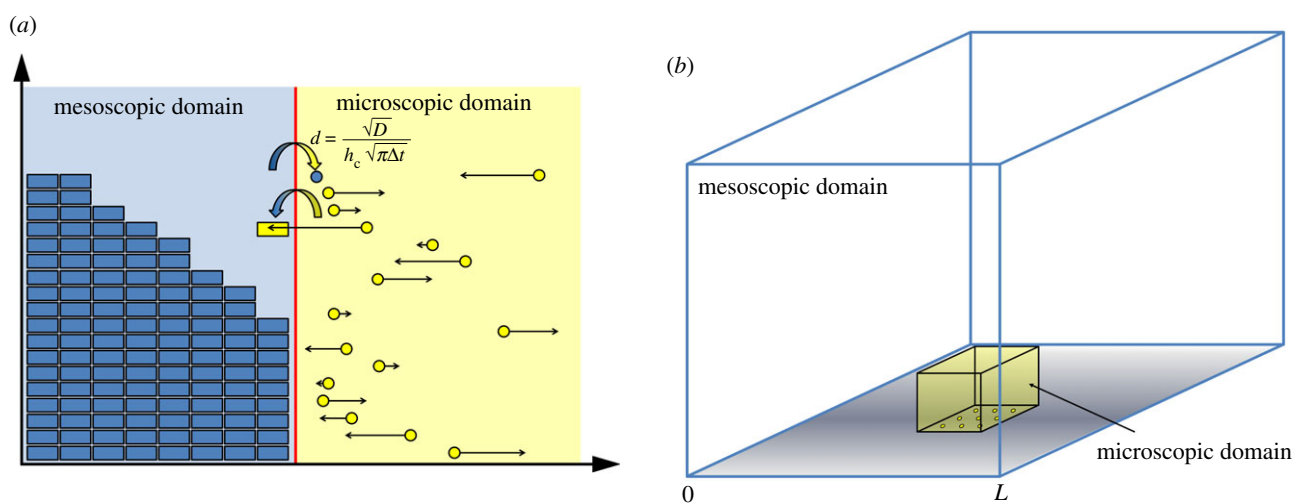 (a)
mesoscopic domain
microscopic domain
d = √D / h_c √πΔt
(b)
mesoscopic domain
microscopic domain
0
L